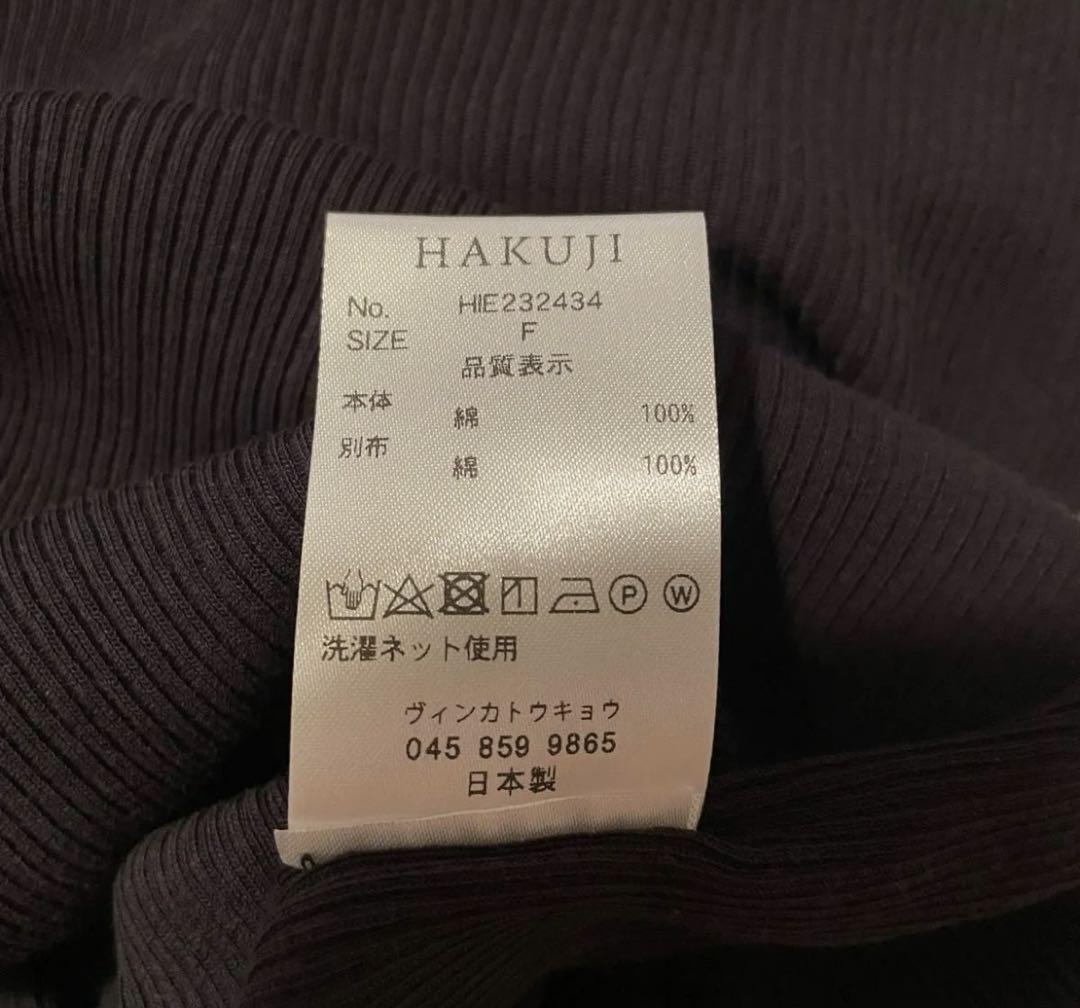 HAKUJI
No. HIE232434
SIZE F
品質表示
本体 綿 100%
別布 綿 100%
P W
洗濯ネット使用
ヴィンカトウキョウ
045 859 9865
日本製